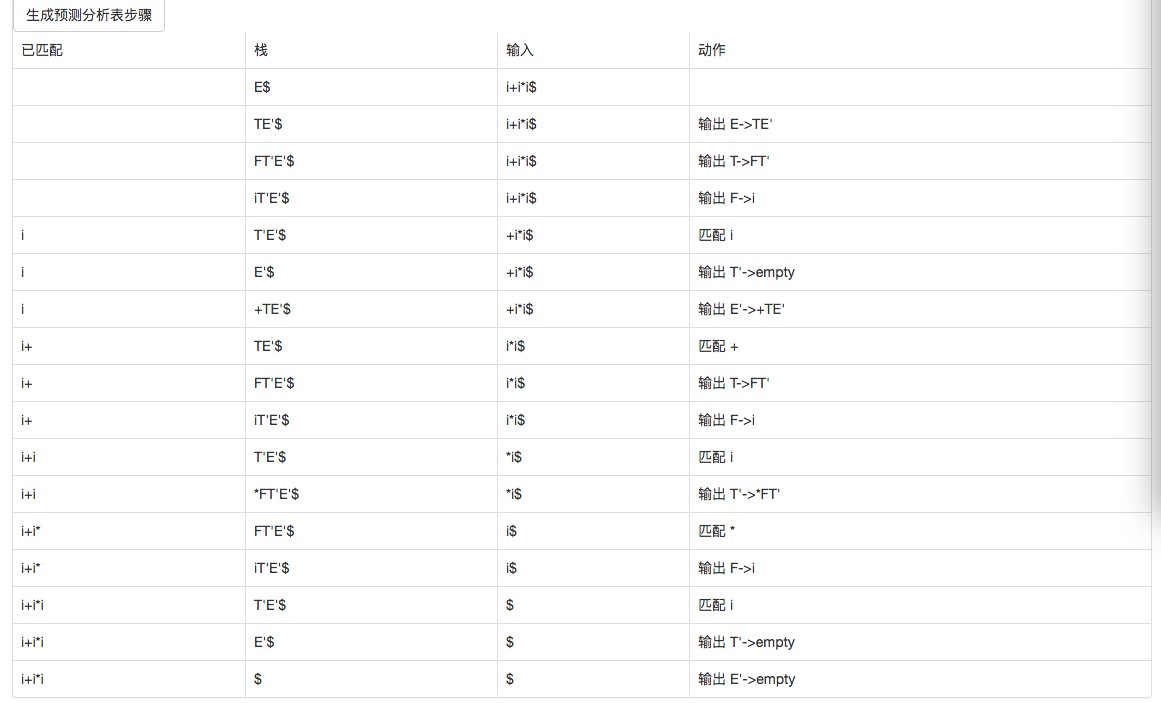 生成预测分析表步骤
已匹配 栈 输入 动作
E$ i+i*i$
TE'$ i+i*i$ 输出 E->TE'
FT'E'$ i+i*i$ 输出 T->FT'
iT'E'$ i+i*i$ 输出 F->i
i T'E'$ +i*i$ 匹配 i
i E'$ +i*i$ 输出 T'->empty
i +TE'$ +i*i$ 输出 E'->+TE'
i+ TE'$ i*i$ 匹配 +
i+ FT'E'$ i*i$ 输出 T->FT'
i+ iT'E'$ i*i$ 输出 F->i
i+i T'E'$ *i$ 匹配 i
i+i *FT'E'$ *i$ 输出 T'->*FT'
i+i* FT'E'$ i$ 匹配 *
i+i* iT'E'$ i$ 输出 F->i
i+i*i T'E'$ $ 匹配 i
i+i*i E'$ $ 输出 T'->empty
i+i*i $ $ 输出 E'->empty